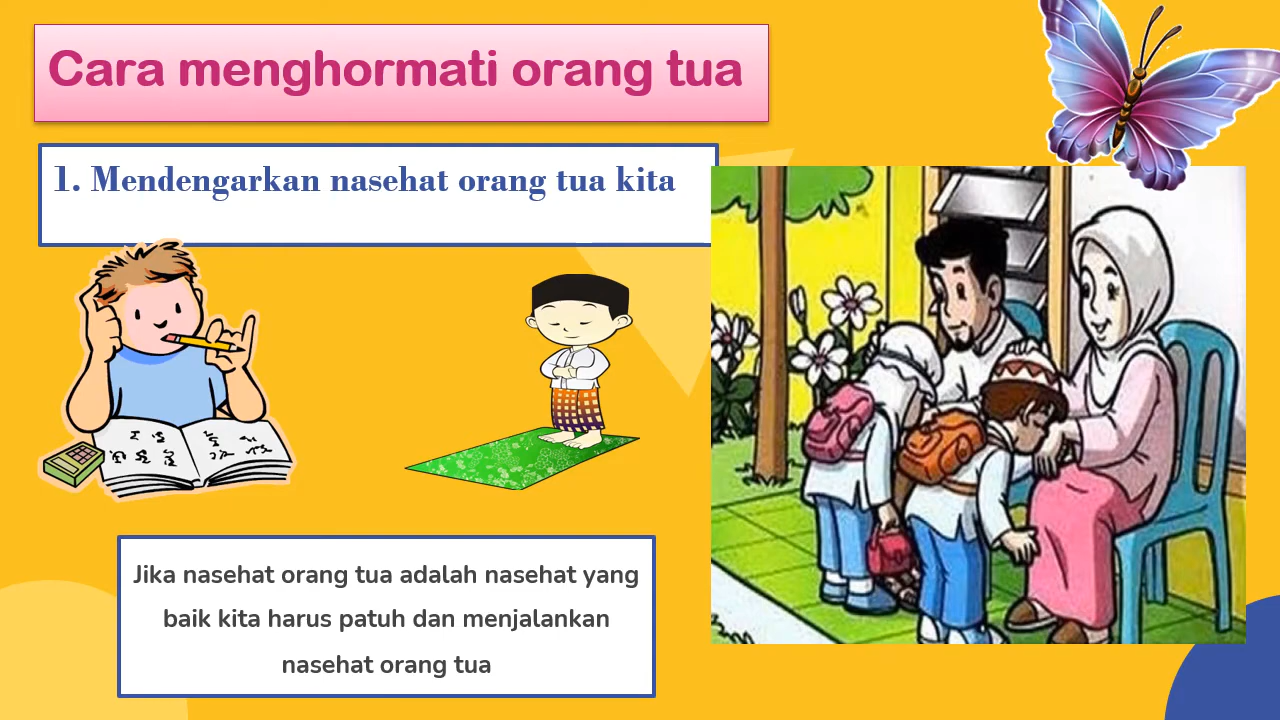 Cara menghormati orang tua
1. Mendengarkan nasehat orang tua kita
Jika nasehat orang tua adalah nasehat yang
baik kita harus patuh dan menjalankan
nasehat orang tua